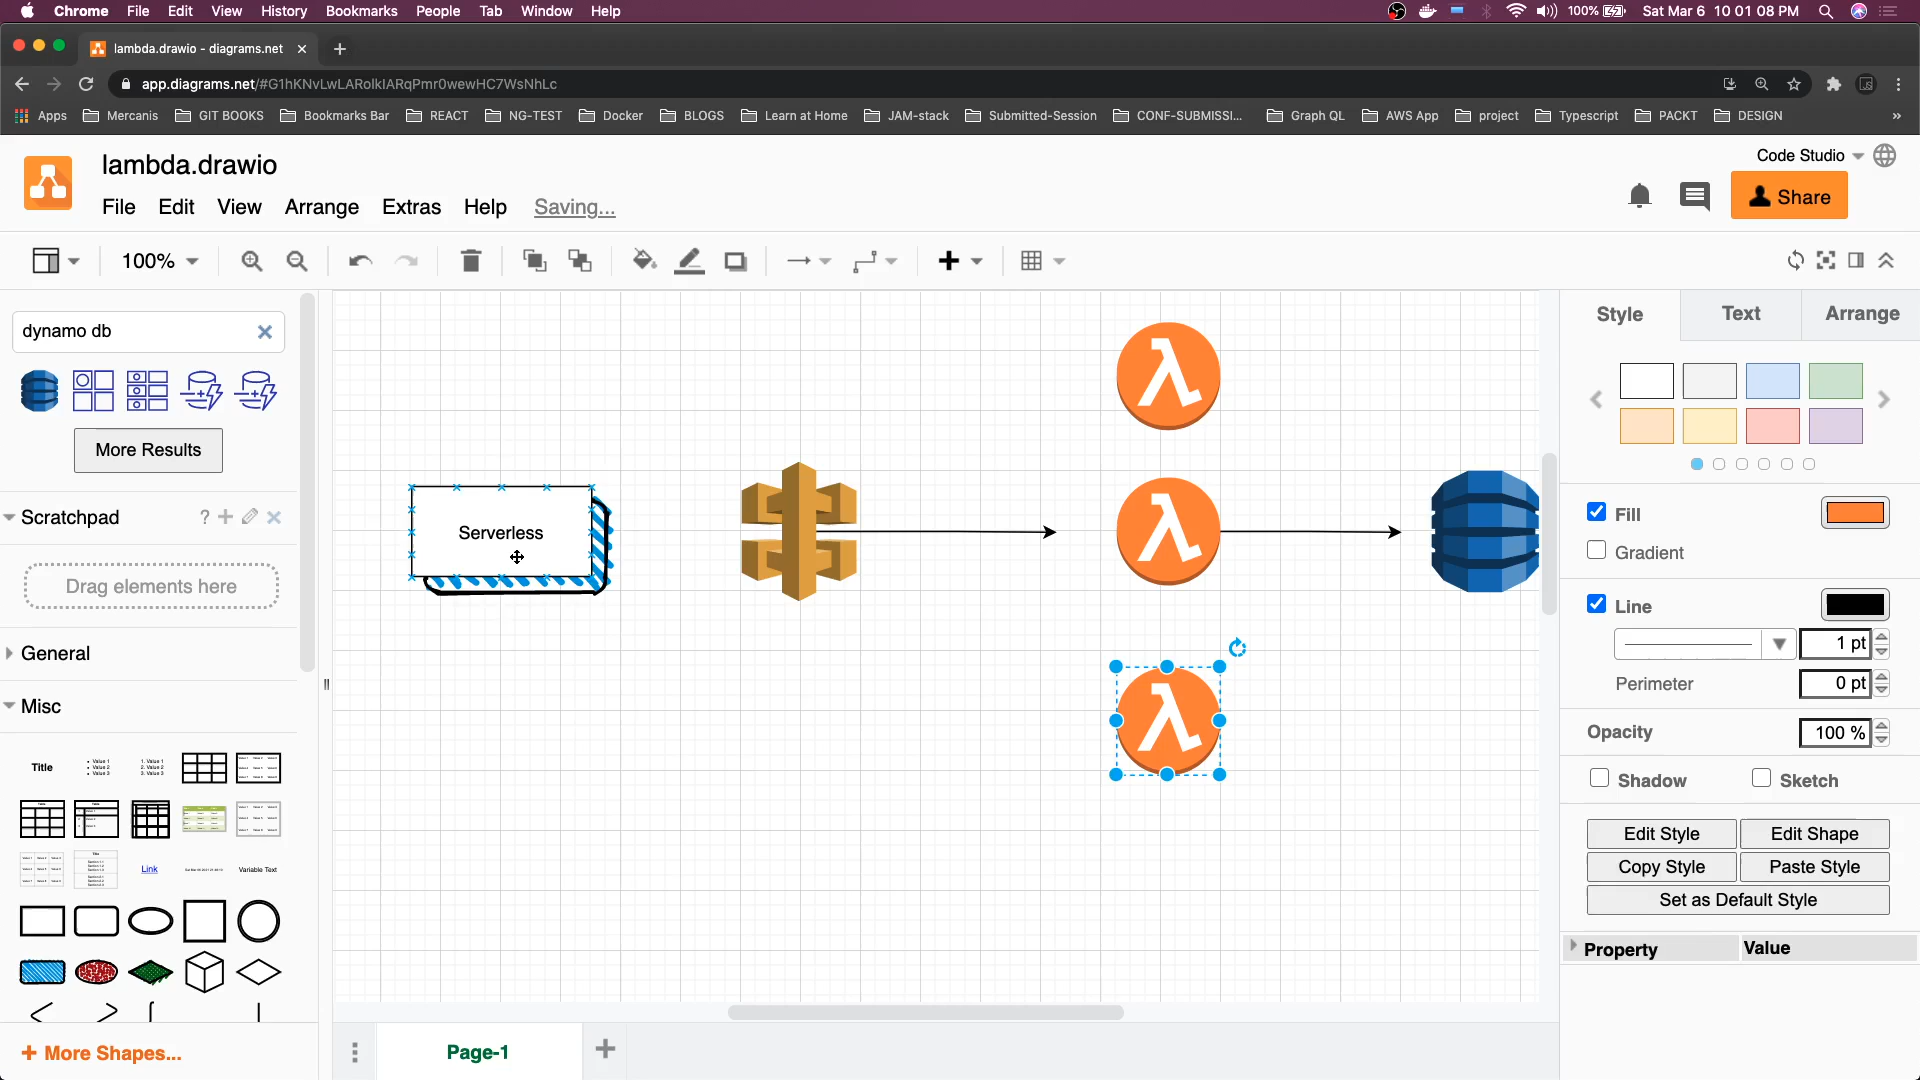 Chrome File Edit View History Bookmarks People Tab Window Help 100% Sat Mar 6 10 01 08 PM
lambda.drawio - diagrams.net
app.diagrams.net/#G1hKNvLwLARolkIARqPmr0wewHC7WsNhLc
Apps Mercanis GIT BOOKS Bookmarks Bar REACT NG-TEST Docker BLOGS Learn at Home JAM-stack Submitted-Session CONF-SUBMISSI... Graph QL AWS App project Typescript PACKT DESIGN »
lambda.drawio
Code Studio
File Edit View Arrange Extras Help Saving...
Share
100%
dynamo db
More Results
Scratchpad ?
Drag elements here
General
Misc
Title
Link
Variable Text
+ More Shapes...
Serverless
Page-1
Style Text Arrange
Fill
Gradient
Line
1 pt
Perimeter 0 pt
Opacity 100 %
Shadow Sketch
Edit Style Edit Shape
Copy Style Paste Style
Set as Default Style
Property Value